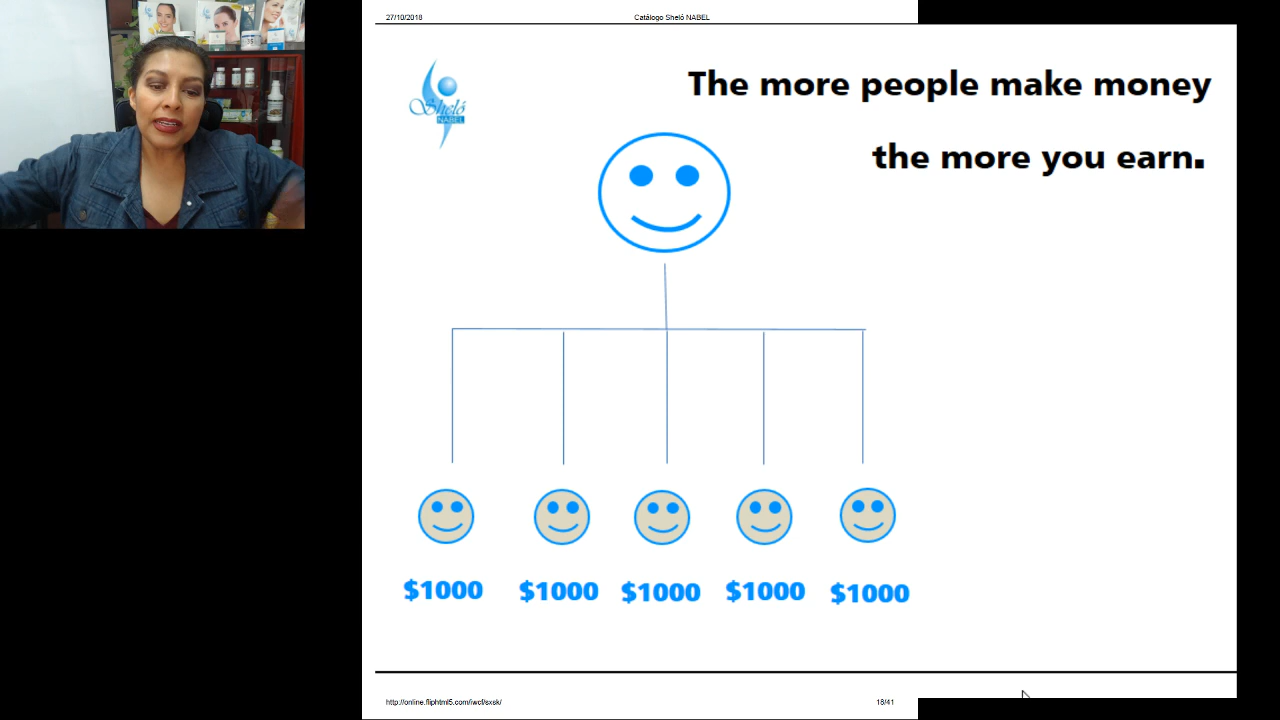 27/10/2018
Catálogo Sheló NABEL
Sheló
NABEL
The more people make money
the more you earn.
$1000
$1000
$1000
$1000
$1000
http://online.fliphtml5.com/iwcf/sxsk/
18/41